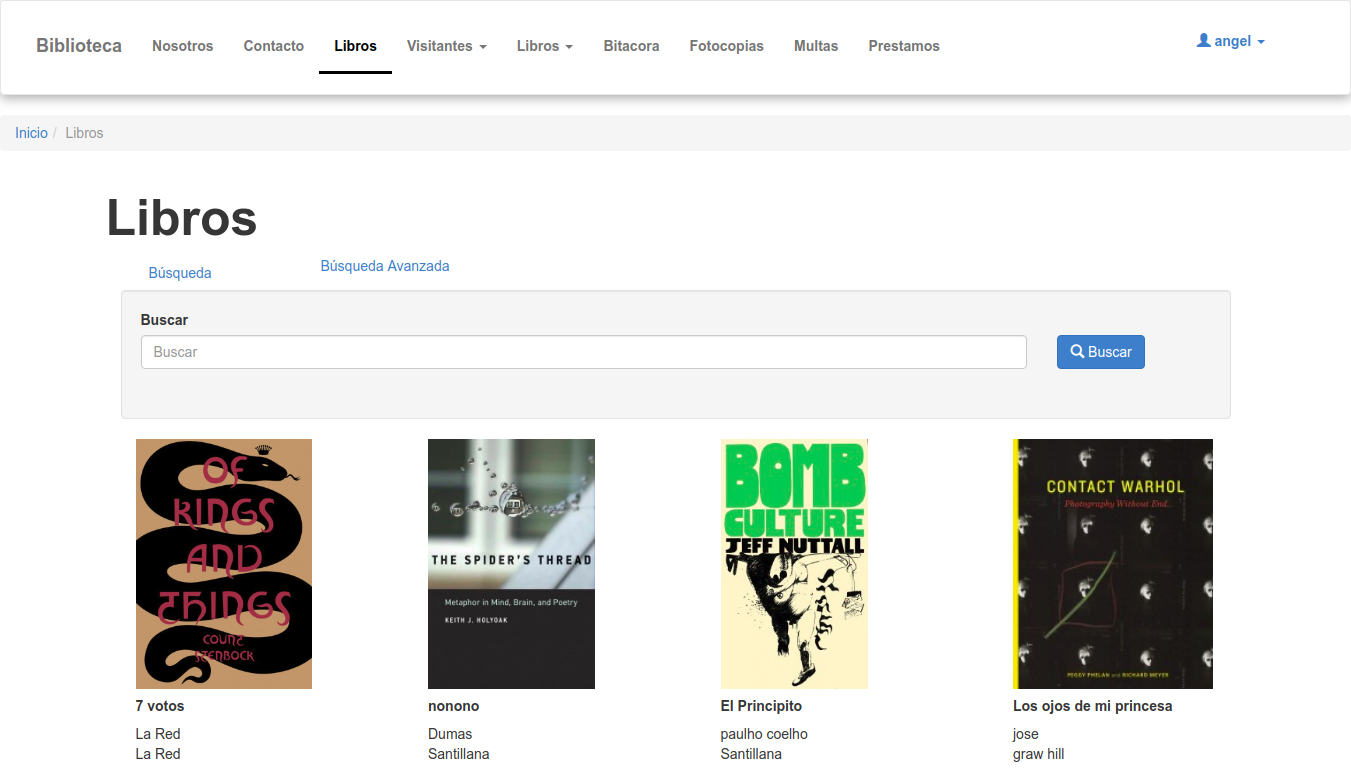 Biblioteca Nosotros Contacto Libros Visitantes Libros Bitacora Fotocopias Multas Prestamos angel
Inicio / Libros
Libros
Búsqueda Búsqueda Avanzada
Buscar
Buscar Buscar
OF
KINGS
AND
THINGS
COUNT
STENBOCK
THE SPIDER'S THREAD
Metaphor in Mind, Brain, and Poetry
KEITH J. HOLYOAK
BOMB
CULTURE
JEFF NUTTALL
CONTACT WARHOL
Photography Without End
PEGGY PHELAN and RICHARD MEYER
7 votos nonono El Principito Los ojos de mi princesa
La Red Dumas paulho coelho jose
La Red Santillana Santillana graw hill